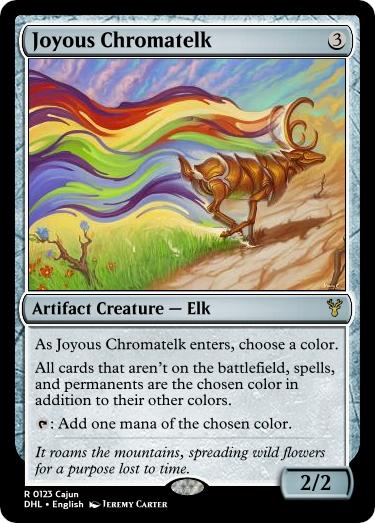 Joyous Chromatelk 3
Artifact Creature — Elk
As Joyous Chromatelk enters, choose a color.
All cards that aren't on the battlefield, spells,
and permanents are the chosen color in
addition to their other colors.
: Add one mana of the chosen color.
It roams the mountains, spreading wild flowers
for a purpose lost to time.
2/2
R 0123 Cajun
DHL • English Jeremy Carter